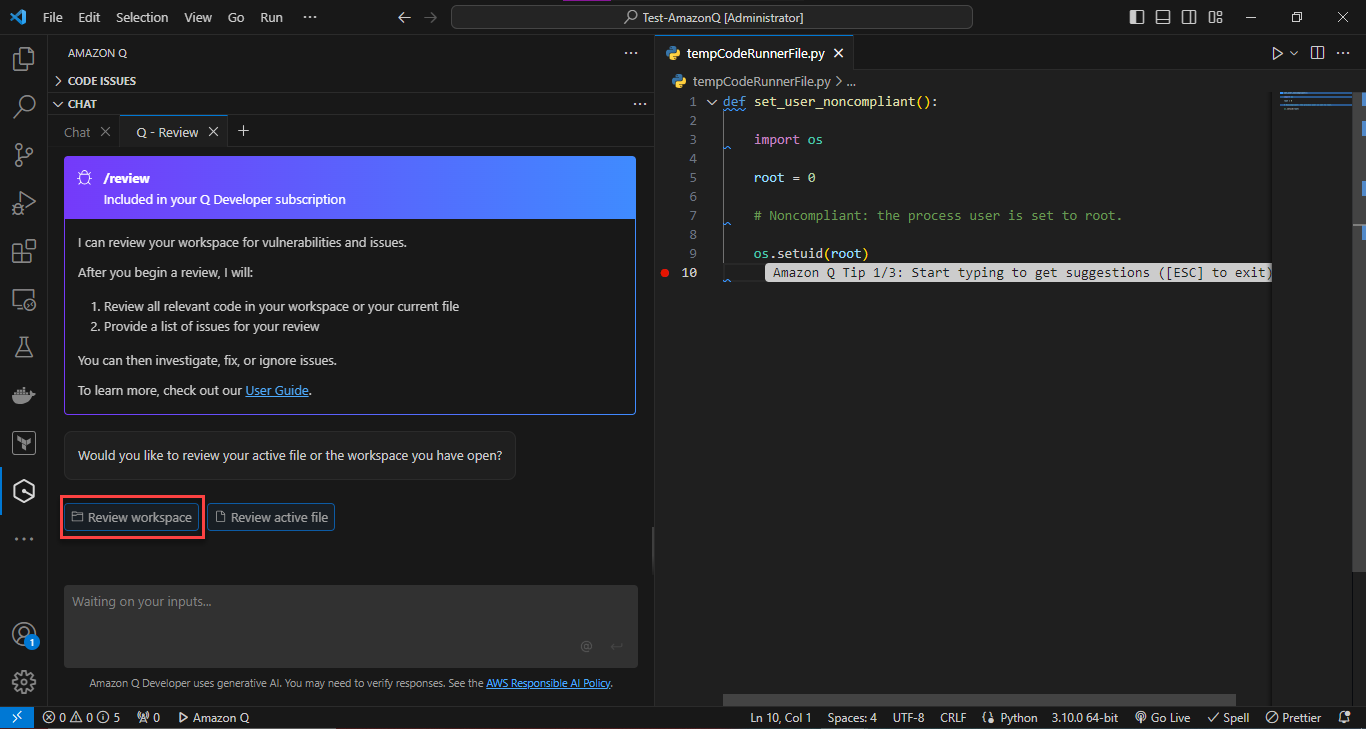 File Edit Selection View Go Run ···
Test-AmazonQ [Administrator]
AMAZON Q
CODE ISSUES
CHAT
Chat
Q - Review
/review
Included in your Q Developer subscription
I can review your workspace for vulnerabilities and issues.
After you begin a review, I will:
1. Review all relevant code in your workspace or your current file
2. Provide a list of issues for your review
You can then investigate, fix, or ignore issues.
To learn more, check out our User Guide.
Would you like to review your active file or the workspace you have open?
Review workspace
Review active file
Waiting on your inputs...
@
Amazon Q Developer uses generative AI. You may need to verify responses. See the AWS Responsible AI Policy.
tempCodeRunnerFile.py
tempCodeRunnerFile.py > ...
1 def set_user_noncompliant():
2
3 import os
4
5 root = 0
6
7 # Noncompliant: the process user is set to root.
8
9 os.setuid(root)
10 Amazon Q Tip 1/3: Start typing to get suggestions ([ESC] to exit)
1
0 0 5 0 Amazon Q
Ln 10, Col 1 Spaces: 4 UTF-8 CRLF Python 3.10.0 64-bit Go Live Spell Prettier